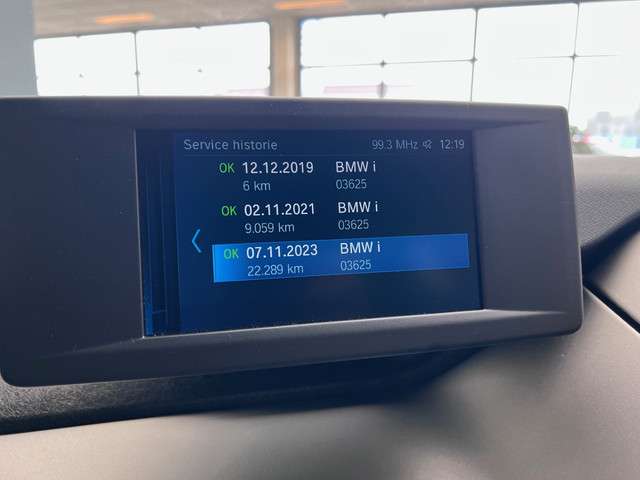 Service historie 99.3 MHz 12:19
OK 12.12.2019 BMW i
6 km 03625
OK 02.11.2021 BMW i
9.059 km 03625
OK 07.11.2023 BMW i
22.289 km 03625